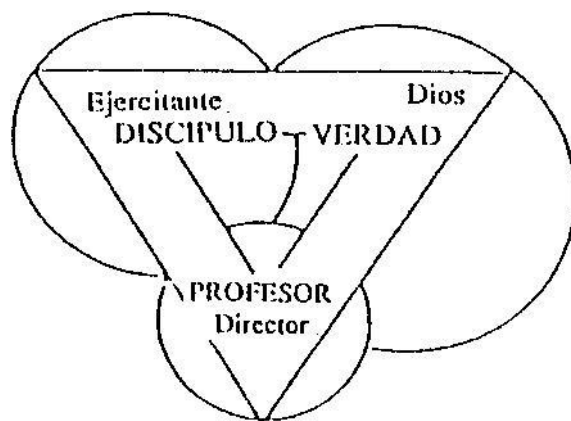 Ejercitante
Dios
DISCIPULO
VERDAD
PROFESOR
Director